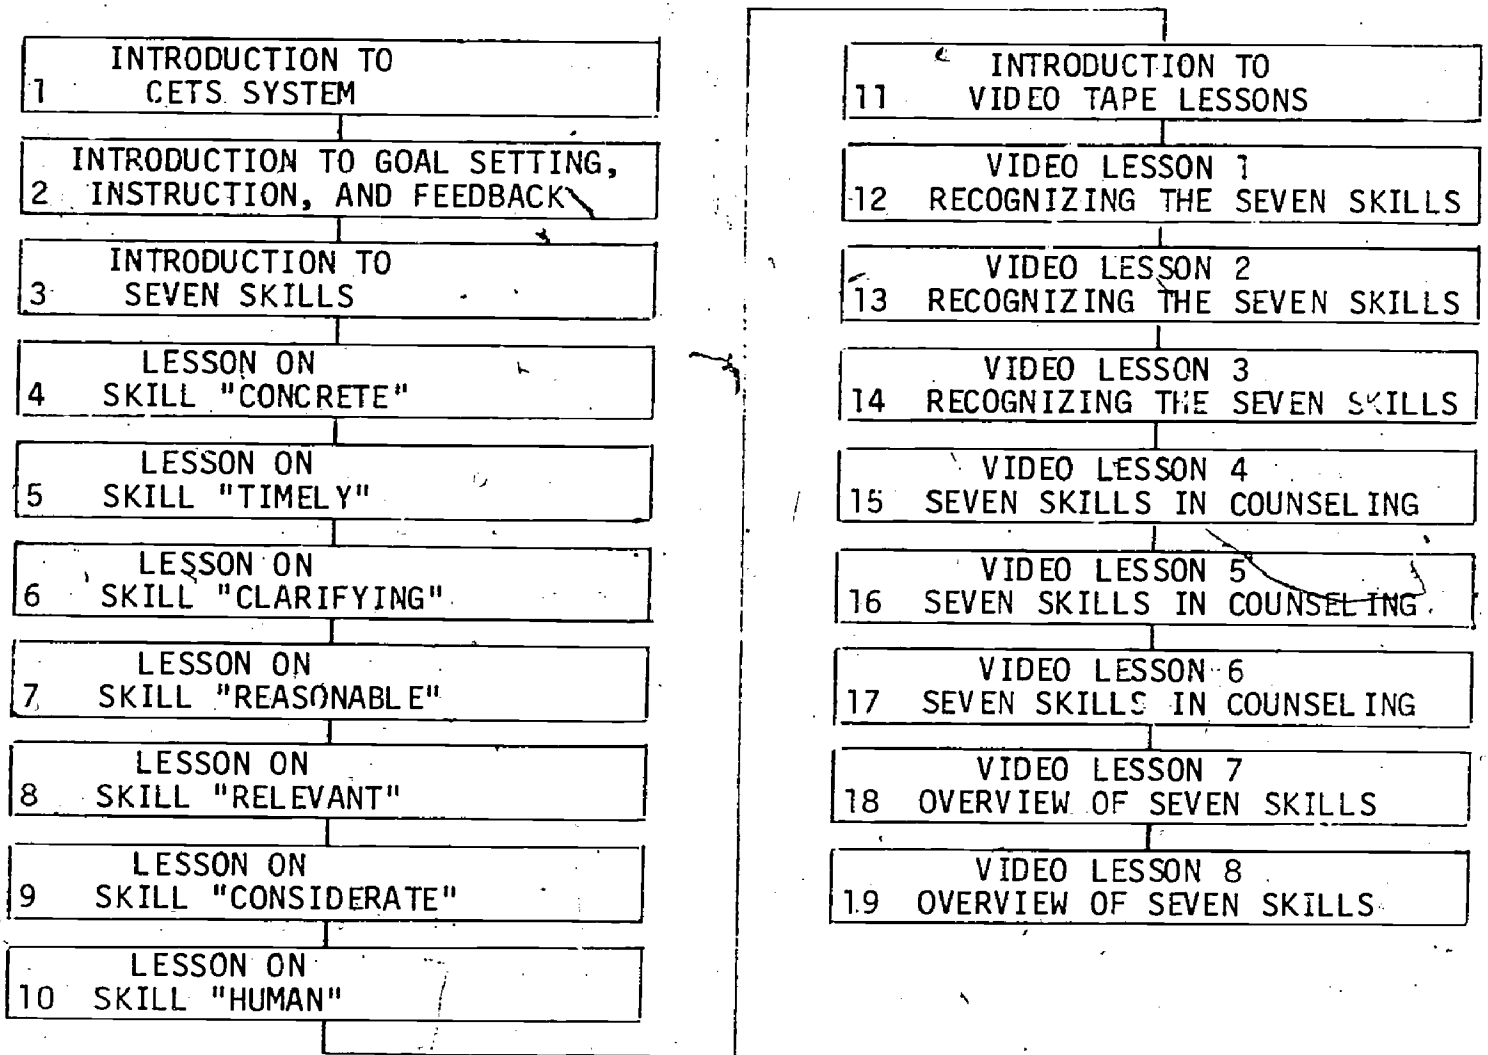 INTRODUCTION TO
1 CETS SYSTEM
INTRODUCTION TO GOAL SETTING,
2 INSTRUCTION, AND FEEDBACK
INTRODUCTION TO
3 SEVEN SKILLS
LESSON ON
4 SKILL "CONCRETE"
LESSON ON
5 SKILL "TIMELY"
LESSON ON
6 SKILL "CLARIFYING"
LESSON ON
7 SKILL "REASONABLE"
LESSON ON
8 SKILL "RELEVANT"
LESSON ON
9 SKILL "CONSIDERATE"
LESSON ON
10 SKILL "HUMAN"
INTRODUCTION TO
11 VIDEO TAPE LESSONS
VIDEO LESSON 1
12 RECOGNIZING THE SEVEN SKILLS
VIDEO LESSON 2
13 RECOGNIZING THE SEVEN SKILLS
VIDEO LESSON 3
14 RECOGNIZING THE SEVEN SKILLS
VIDEO LESSON 4
15 SEVEN SKILLS IN COUNSELING
VIDEO LESSON 5
16 SEVEN SKILLS IN COUNSELING
VIDEO LESSON 6
17 SEVEN SKILLS IN COUNSELING
VIDEO LESSON 7
18 OVERVIEW OF SEVEN SKILLS
VIDEO LESSON 8
19 OVERVIEW OF SEVEN SKILLS